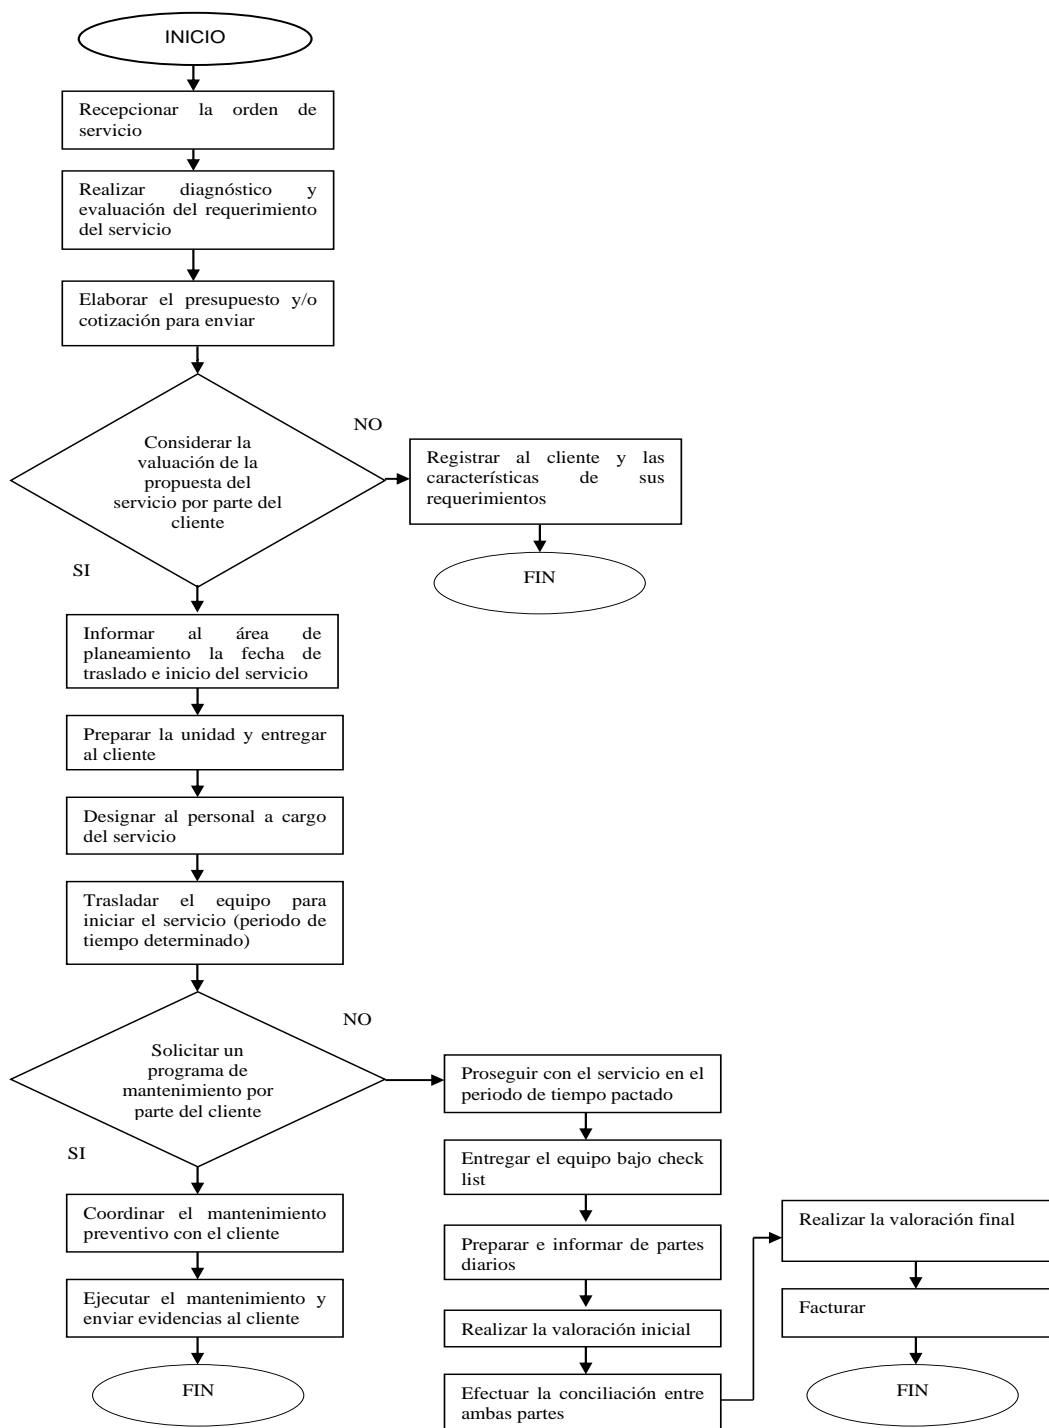 INICIO
Recepcionar la orden de
servicio
Realizar diagnóstico y
evaluación del requerimiento
del servicio
Elaborar el presupuesto y/o
cotización para enviar
Considerar la
valuación de la
propuesta del
servicio por parte del
cliente
NO
Registrar al cliente y las
características de sus
requerimientos
FIN
SI
Informar al área de
planeamiento la fecha de
traslado e inicio del servicio
Preparar la unidad y entregar
al cliente
Designar al personal a cargo
del servicio
Trasladar el equipo para
iniciar el servicio (periodo de
tiempo determinado)
Solicitar un
programa de
mantenimiento por
parte del cliente
NO
SI
Coordinar el mantenimiento
preventivo con el cliente
Ejecutar el mantenimiento y
enviar evidencias al cliente
FIN
Proseguir con el servicio en el
periodo de tiempo pactado
Entregar el equipo bajo check
list
Preparar e informar de partes
diarios
Realizar la valoración inicial
Efectuar la conciliación entre
ambas partes
Realizar la valoración final
Facturar
FIN